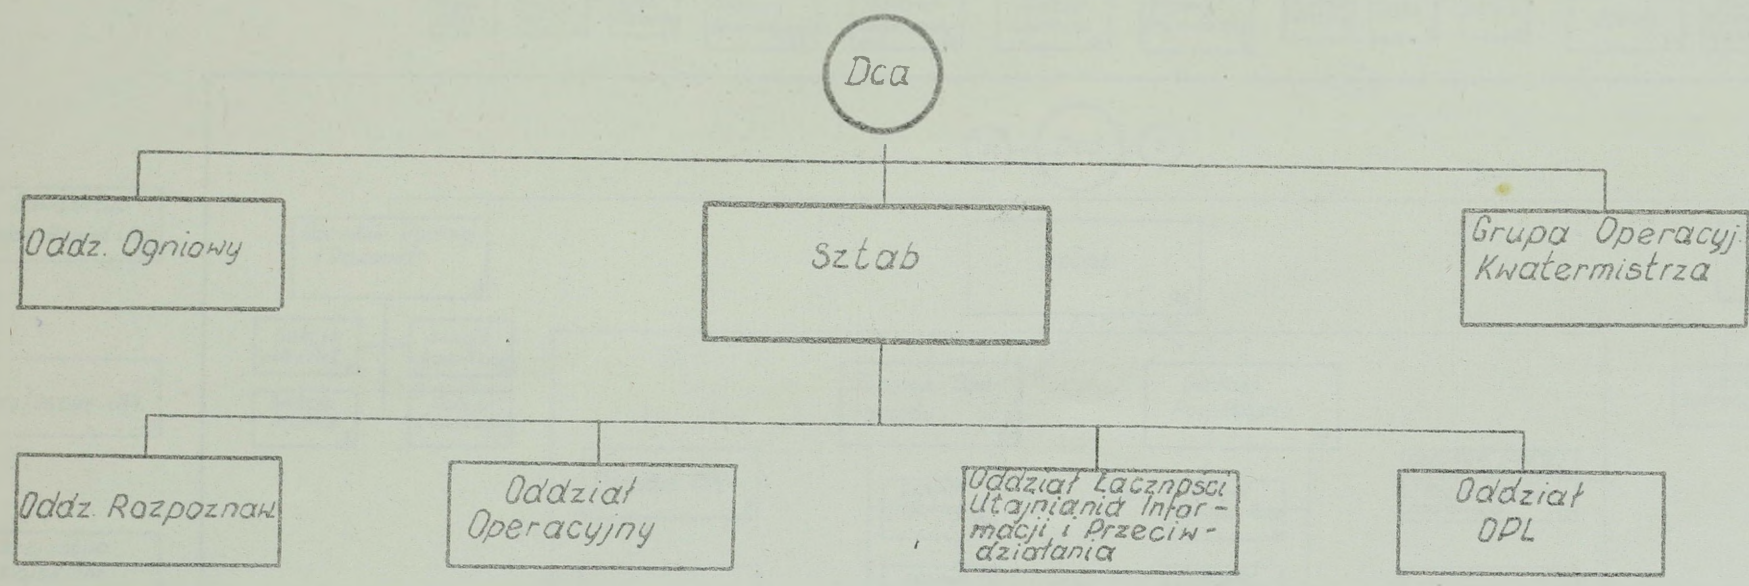 Dca
Oddz. Ogniowy
Sztab
Grupa Operacyj.
Kwatermistrza
Oddz. Rozpoznaw.
Oddział
Operacyjny
Oddział Łączności
Utajniania Infor-
macji i Przeciw-
działania
Oddział
OPL